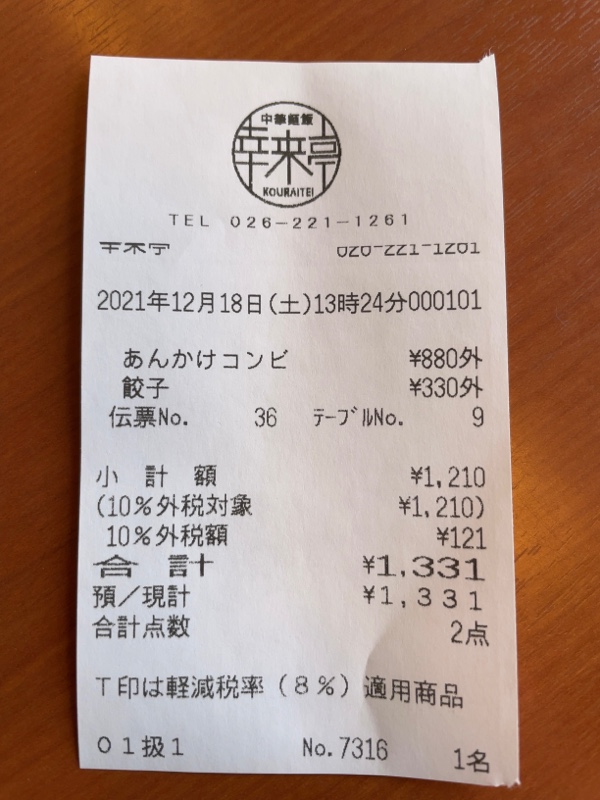 中華麺飯
幸来亭
KOURAITEI
TEL 026-221-1261
2021年12月18日(土)13時24分000101
あんかけコンビ ¥880外
餃子 ¥330外
伝票No. 36 テーブルNo. 9
小計額 ¥1,210
(10%外税対象 ¥1,210)
10%外税額 ¥121
合計 ¥1,331
預/現計 ¥1,331
合計点数 2点
T印は軽減税率(8%)適用商品
01扱1 No.7316 1名